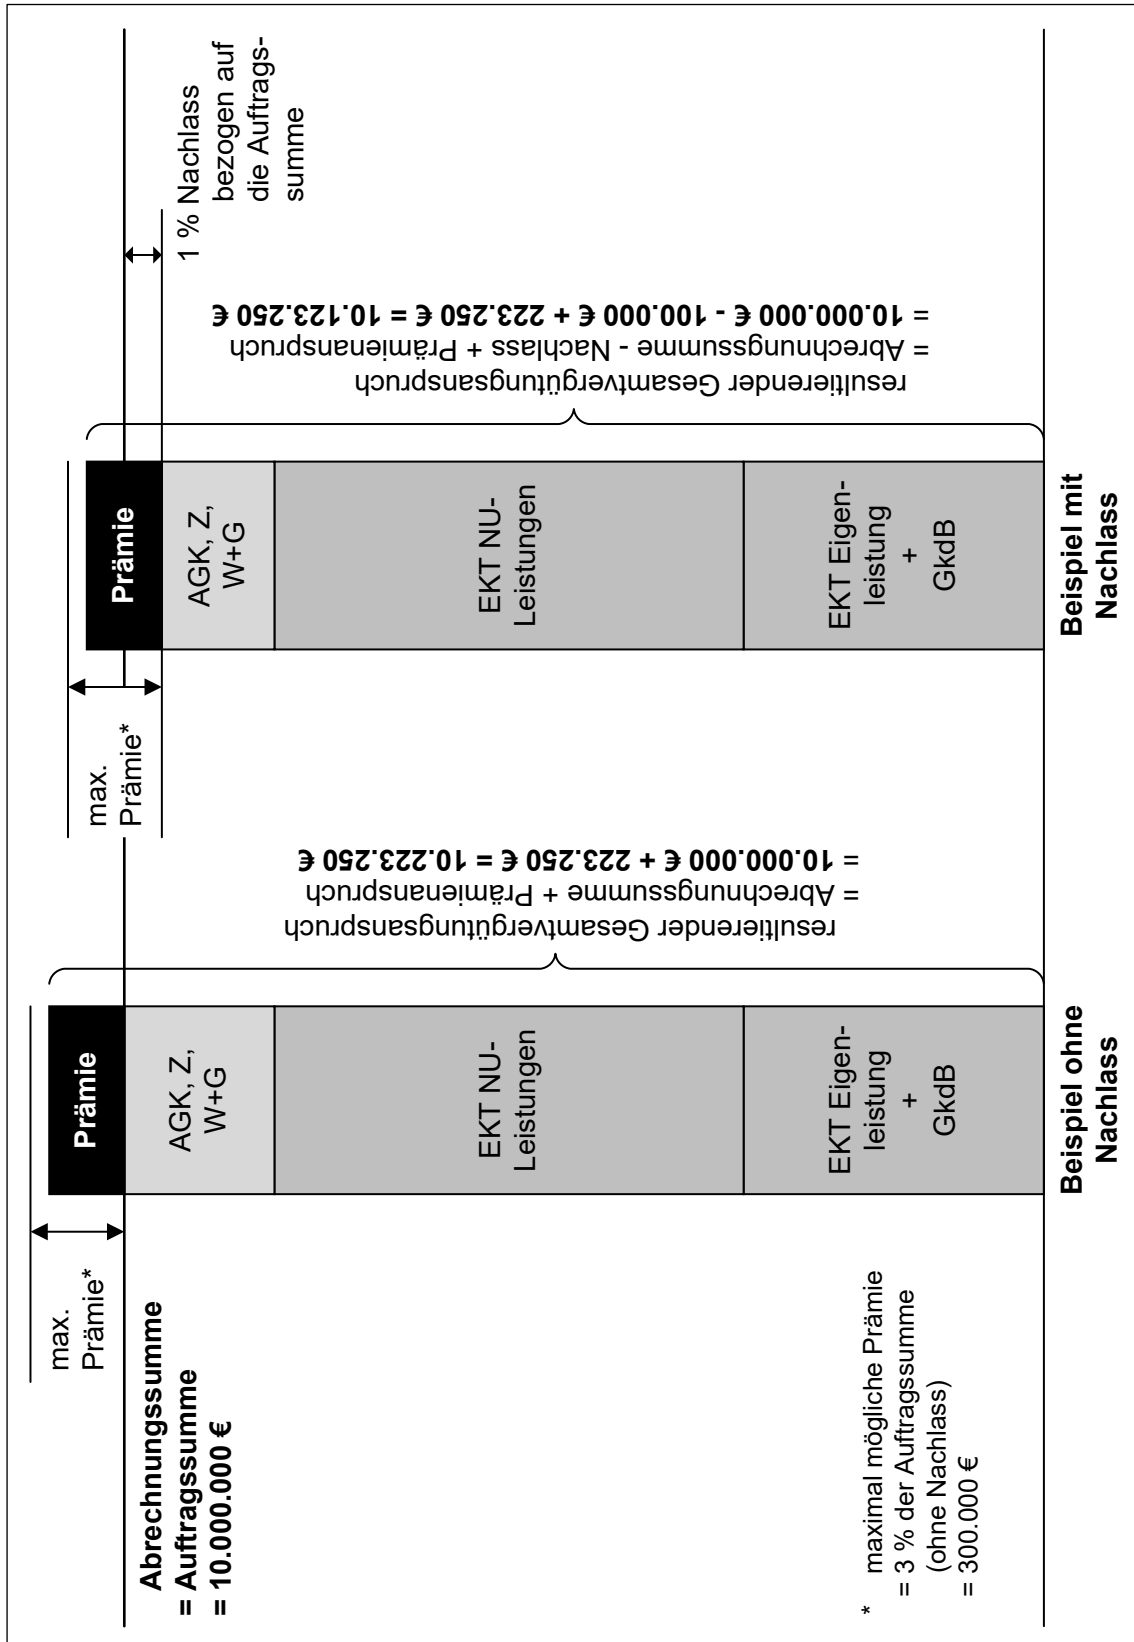 max.
Prämie*
Abrechnungssumme
= Auftragssumme
= 10.000.000 €
* maximal mögliche Prämie
= 3 % der Auftragssumme
(ohne Nachlass)
= 300.000 €
Prämie
AGK, Z,
W+G
EKT NU-
Leistungen
EKT Eigen-
leistung
+
GkdB
Beispiel ohne
Nachlass
resultierender Gesamtvergütungsanspruch
= Abrechnungssumme + Prämienanspruch
= 10.000.000 € + 223.250 € = 10.223.250 €
max.
Prämie*
Prämie
AGK, Z,
W+G
EKT NU-
Leistungen
EKT Eigen-
leistung
+
GkdB
Beispiel mit
Nachlass
resultierender Gesamtvergütungsanspruch
= Abrechnungssumme - Nachlass + Prämienanspruch
= 10.000.000 € - 100.000 € + 223.250 € = 10.123.250 €
1 % Nachlass
bezogen auf
die Auftrags-
summe